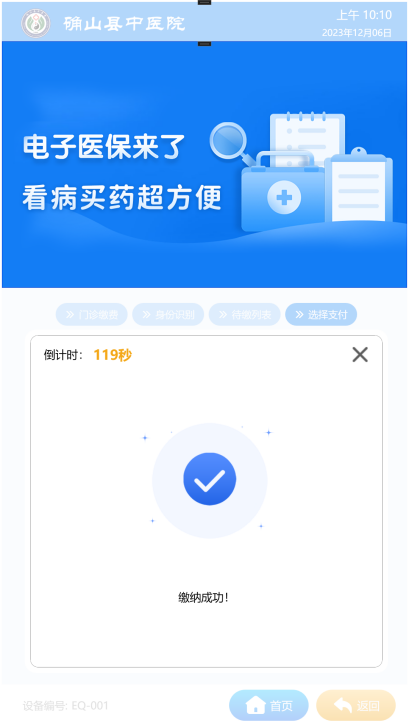 确山县中医院
上午 10:10
2023年12月06日
电子医保来了
看病买药超方便
门诊缴费
身份识别
待缴列表
选择支付
倒计时： 119秒
缴纳成功！
设备编号: EQ-001
首页
返回